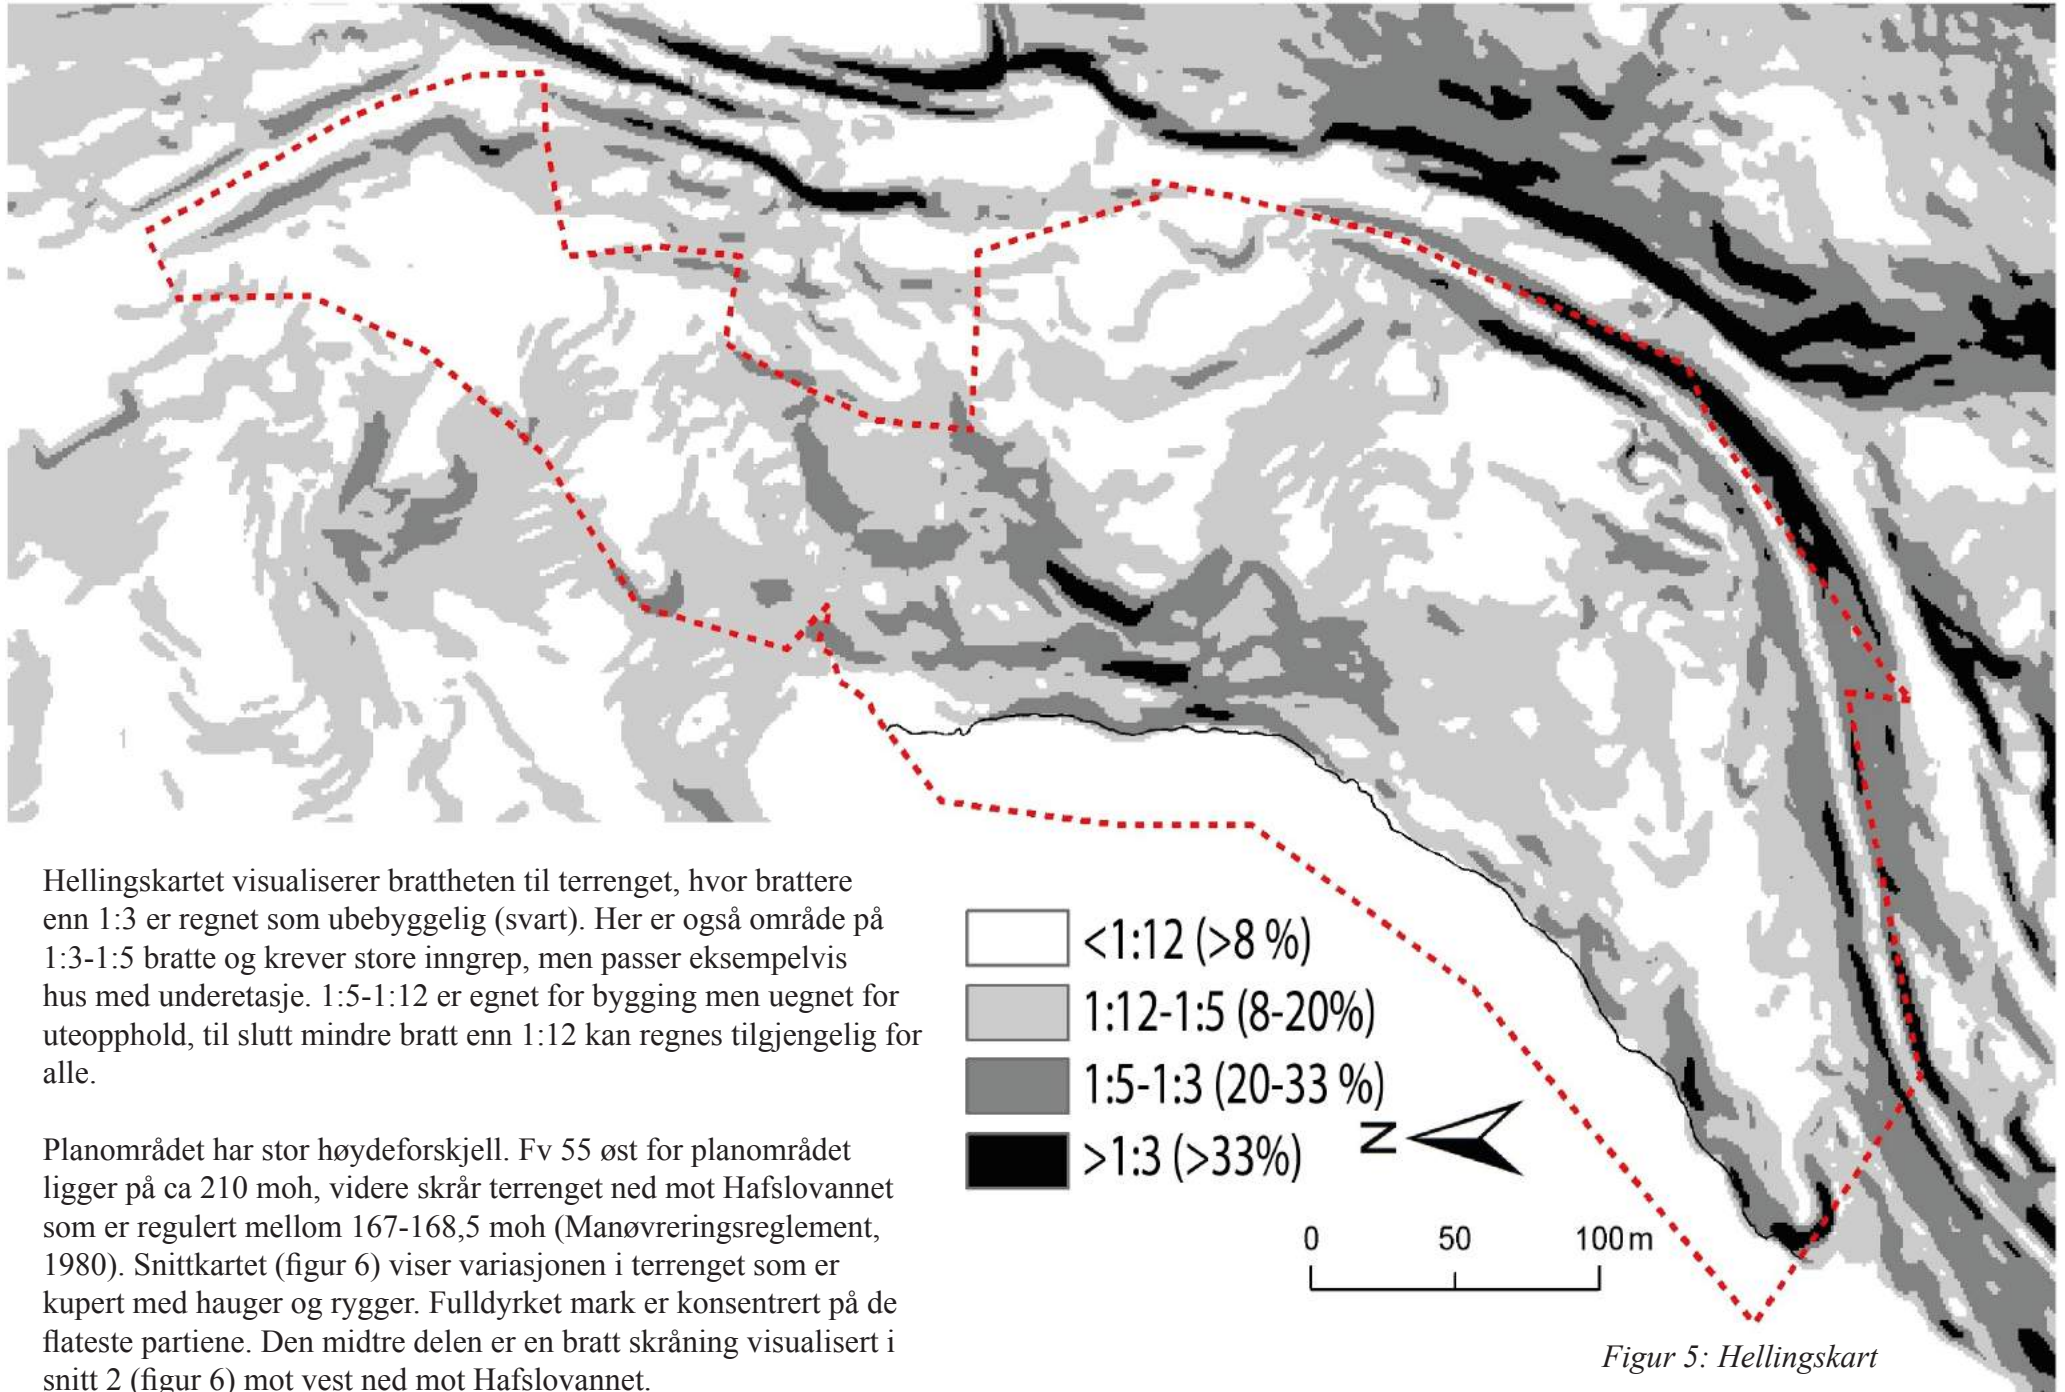 1
Hellingskartet visualiserer brattheten til terrenget, hvor brattere
enn 1:3 er regnet som ubebyggelig (svart). Her er også område på
1:3-1:5 bratte og krever store inngrep, men passer eksempelvis
hus med underetasje. 1:5-1:12 er egnet for bygging men uegnet for
uteopphold, til slutt mindre bratt enn 1:12 kan regnes tilgjengelig for
alle.
Planområdet har stor høydeforskjell. Fv 55 øst for planområdet
ligger på ca 210 moh, videre skrår terrenget ned mot Hafslovannet
som er regulert mellom 167-168,5 moh (Manøvreringsreglement,
1980). Snittkartet (figur 6) viser variasjonen i terrenget som er
kupert med hauger og rygger. Fulldyrket mark er konsentrert på de
flateste partiene. Den midtre delen er en bratt skråning visualisert i
snitt 2 (figur 6) mot vest ned mot Hafslovannet.
<1:12 (>8 %)
1:12-1:5 (8-20%)
1:5-1:3 (20-33 %)
>1:3 (>33%)
N
0 50 100 m
Figur 5: Hellingskart